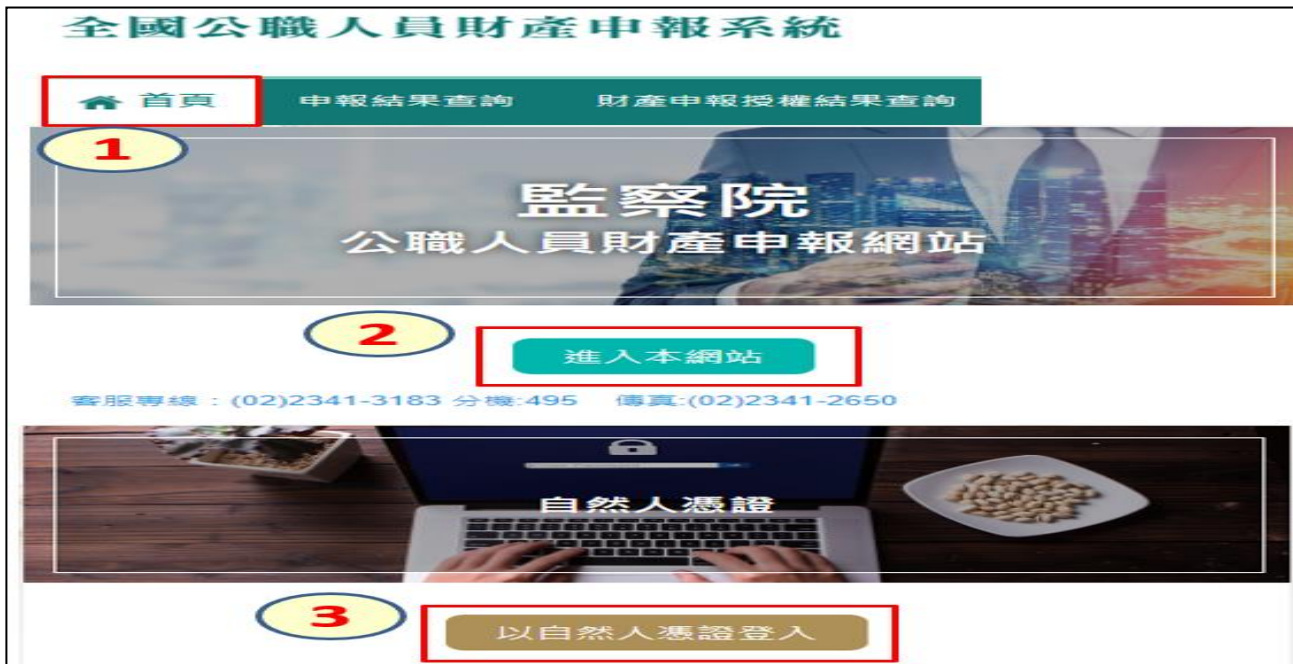 全國公職人員財產申報系統
首頁 申報結果查詢 財產申報授權結果查詢
1
監察院
公職人員財產申報網站
2
進入本網站
客服專線：(02)2341-3183 分機:495 傳真:(02)2341-2650
自然人憑證
3
以自然人憑證登入